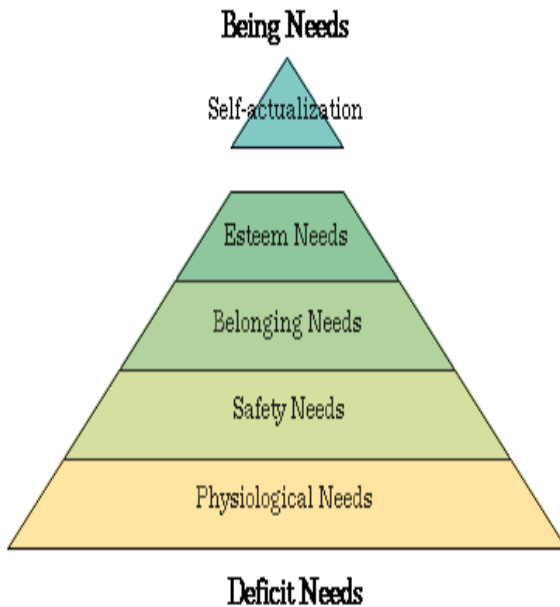 Being Needs
Self-actualization
Esteem Needs
Belonging Needs
Safety Needs
Physiological Needs
Deficit Needs